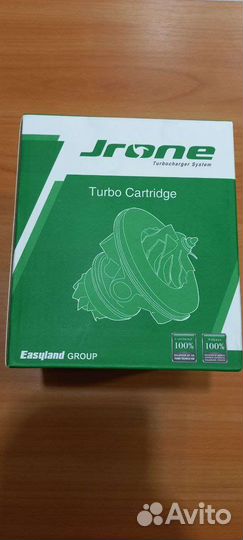 Jrone
Turbocharger System
Turbo Cartridge
Easyland GROUP
100%
100%
Avito